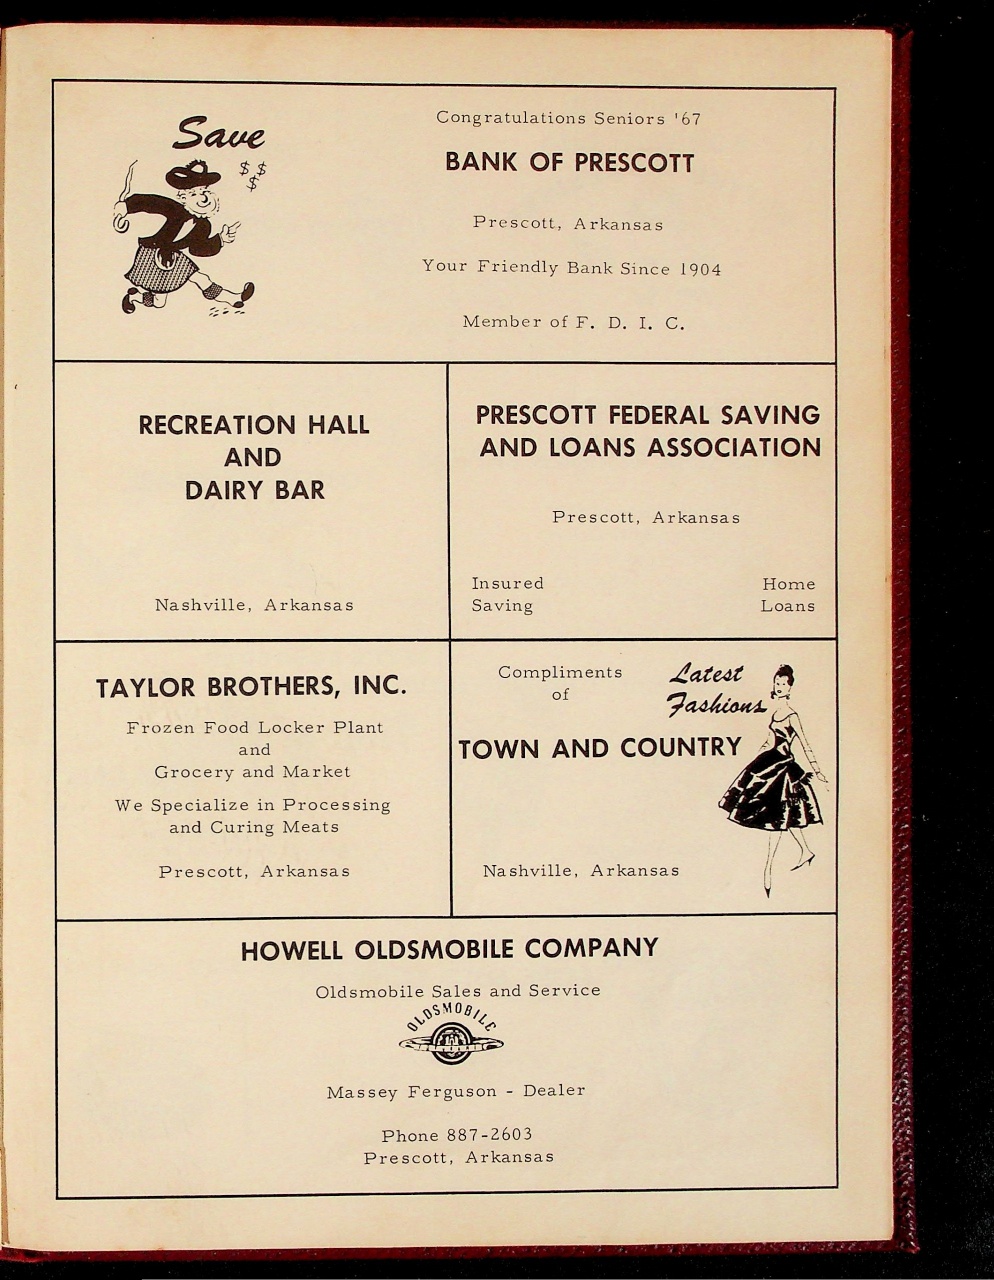 Save
$ $
$
Congratulations Seniors '67
BANK OF PRESCOTT
Prescott, Arkansas
Your Friendly Bank Since 1904
Member of F. D. I. C.
RECREATION HALL
AND
DAIRY BAR
Nashville, Arkansas
PRESCOTT FEDERAL SAVING
AND LOANS ASSOCIATION
Prescott, Arkansas
Insured
Saving
Home
Loans
TAYLOR BROTHERS, INC.
Frozen Food Locker Plant
and
Grocery and Market
We Specialize in Processing
and Curing Meats
Prescott, Arkansas
Compliments
of
Latest
Fashions
TOWN AND COUNTRY
Nashville, Arkansas
HOWELL OLDSMOBILE COMPANY
Oldsmobile Sales and Service
OLDSMOBILE
Massey Ferguson - Dealer
Phone 887-2603
Prescott, Arkansas